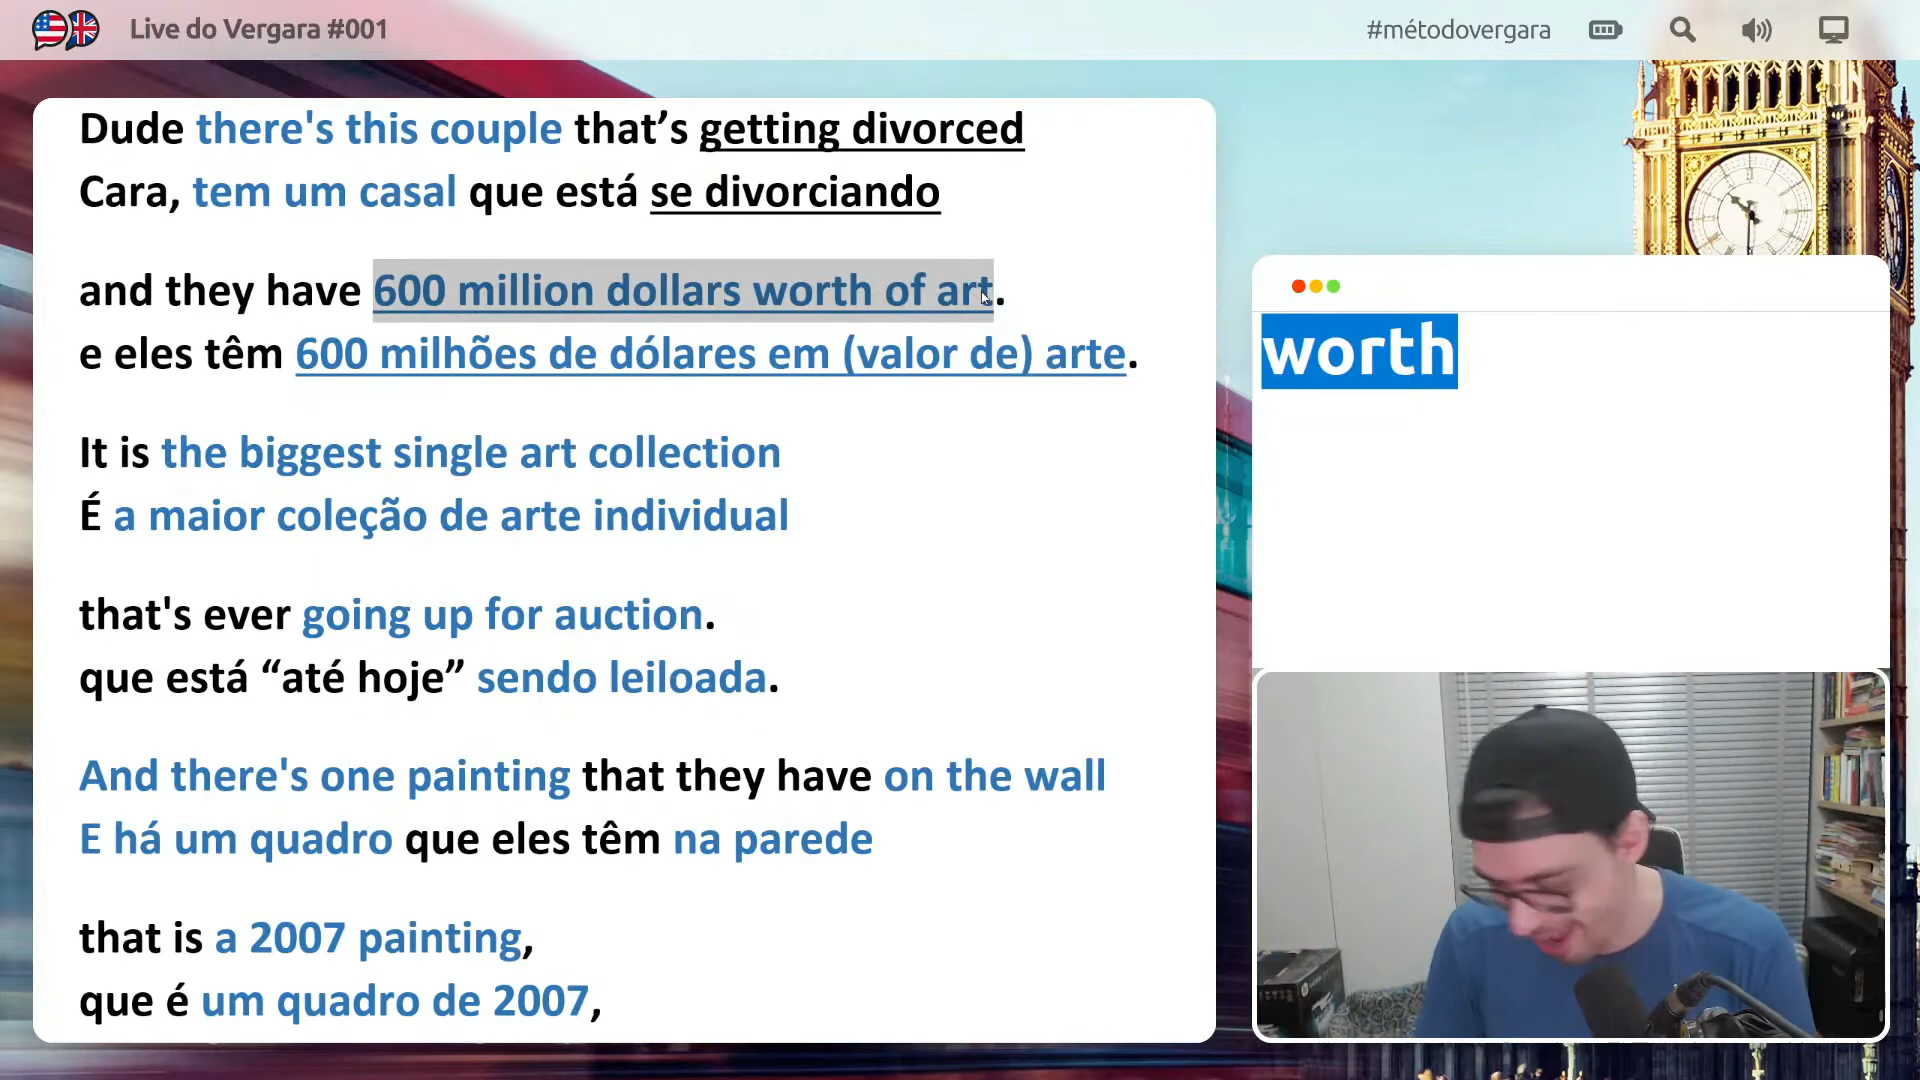 Live do Vergara #001
#métodovergara
Dude there's this couple that’s getting divorced
Cara, tem um casal que está se divorciando
and they have 600 million dollars worth of art.
e eles têm 600 milhões de dólares em (valor de) arte.
It is the biggest single art collection
É a maior coleção de arte individual
that's ever going up for auction.
que está “até hoje” sendo leiloada.
And there's one painting that they have on the wall
E há um quadro que eles têm na parede
that is a 2007 painting,
que é um quadro de 2007,
worth